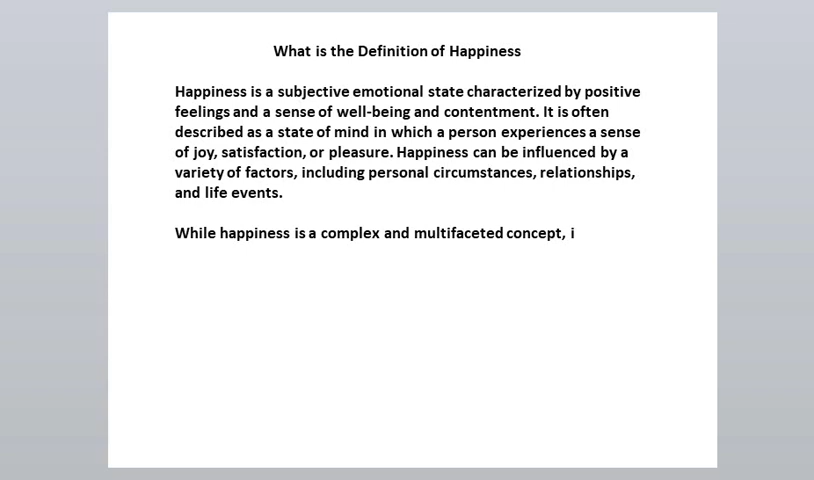 What is the Definition of Happiness
Happiness is a subjective emotional state characterized by positive
feelings and a sense of well-being and contentment. It is often
described as a state of mind in which a person experiences a sense
of joy, satisfaction, or pleasure. Happiness can be influenced by a
variety of factors, including personal circumstances, relationships,
and life events.
While happiness is a complex and multifaceted concept, i